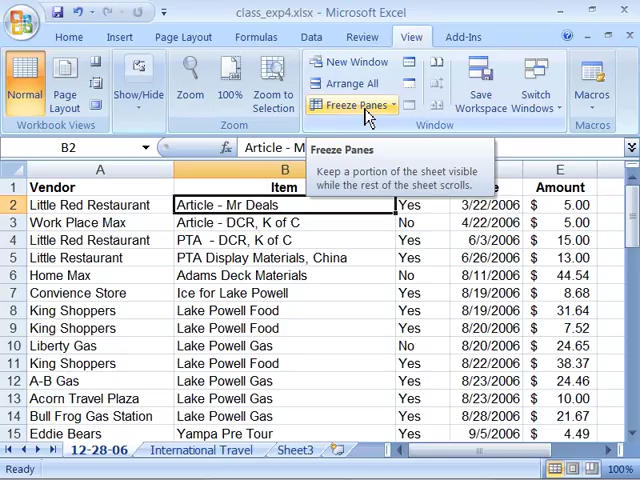 class_exp4.xlsx - Microsoft Excel
Home Insert Page Layout Formulas Data Review View Add-Ins
Normal
Page Layout
Workbook Views
Show/Hide
Zoom
100%
Zoom to Selection
Zoom
New Window
Arrange All
Freeze Panes
Save Workspace
Switch Windows
Window
Macros
Macros
B2
fx
Article - M
Freeze Panes
Keep a portion of the sheet visible
while the rest of the sheet scrolls.
A B E
1 Vendor Item Amount
2 Little Red Restaurant Article - Mr Deals Yes 3/22/2006 $ 5.00
3 Work Place Max Article - DCR, K of C No 4/22/2006 $ 5.00
4 Little Red Restaurant PTA - DCR, K of C Yes 6/3/2006 $ 15.00
5 Little Restaurant PTA Display Materials, China Yes 6/26/2006 $ 13.00
6 Home Max Adams Deck Materials No 8/11/2006 $ 44.54
7 Convience Store Ice for Lake Powell Yes 8/19/2006 $ 8.68
8 King Shoppers Lake Powell Food Yes 8/19/2006 $ 31.64
9 King Shoppers Lake Powell Food Yes 8/20/2006 $ 7.52
10 Liberty Gas Lake Powell Gas No 8/20/2006 $ 24.65
11 King Shoppers Lake Powell Food Yes 8/22/2006 $ 38.37
12 A-B Gas Lake Powell Gas Yes 8/23/2006 $ 24.46
13 Acorn Travel Plaza Lake Powell Gas Yes 8/23/2006 $ 10.00
14 Bull Frog Gas Station Lake Powell Gas Yes 8/28/2006 $ 21.67
15 Eddie Bears Yampa Pre Tour Yes 9/5/2006 $ 4.49
12-28-06 International Travel Sheet3
Ready 100%